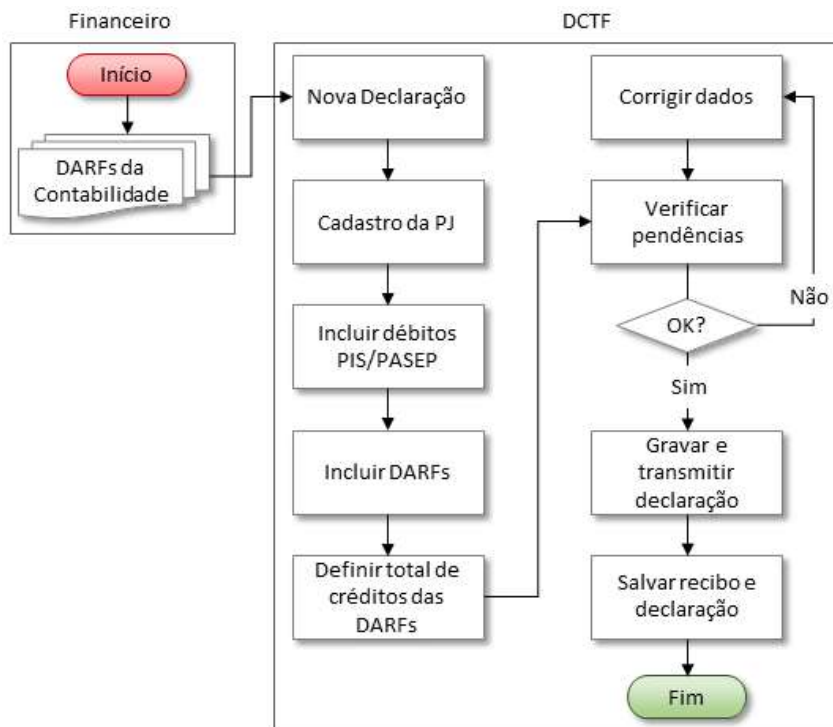 Financeiro
Início
DARFs da
Contabilidade
DCTF
Nova Declaração
Cadastro da PJ
Incluir débitos
PIS/PASEP
Incluir DARFs
Definir total de
créditos das
DARFs
Corrigir dados
Verificar
pendências
OK?
Não
Sim
Gravar e
transmitir
declaração
Salvar recibo e
declaração
Fim